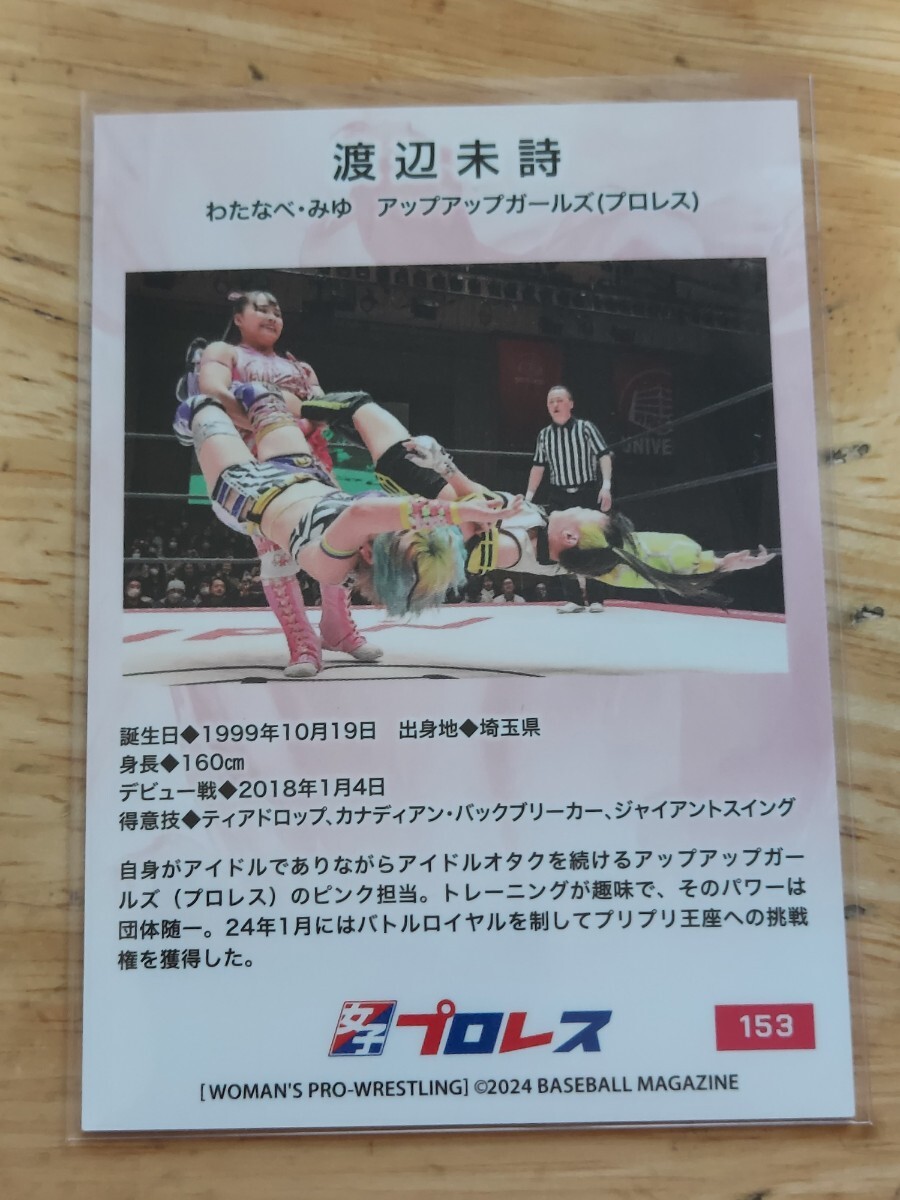 渡辺未詩
わたなべ・みゆ　アップアップガールズ(プロレス)
UNIVE
誕生日◆1999年10月19日　出身地◆埼玉県
身長◆160㎝
デビュー戦◆2018年1月4日
得意技◆ティアドロップ、カナディアン・バックブリーカー、ジャイアントスイング
自身がアイドルでありながらアイドルオタクを続けるアップアップガー
ルズ（プロレス）のピンク担当。トレーニングが趣味で、そのパワーは
団体随一。24年1月にはバトルロイヤルを制してプリプリ王座への挑戦
権を獲得した。
女子プロレス
153
[WOMAN'S PRO-WRESTLING] ©2024 BASEBALL MAGAZINE